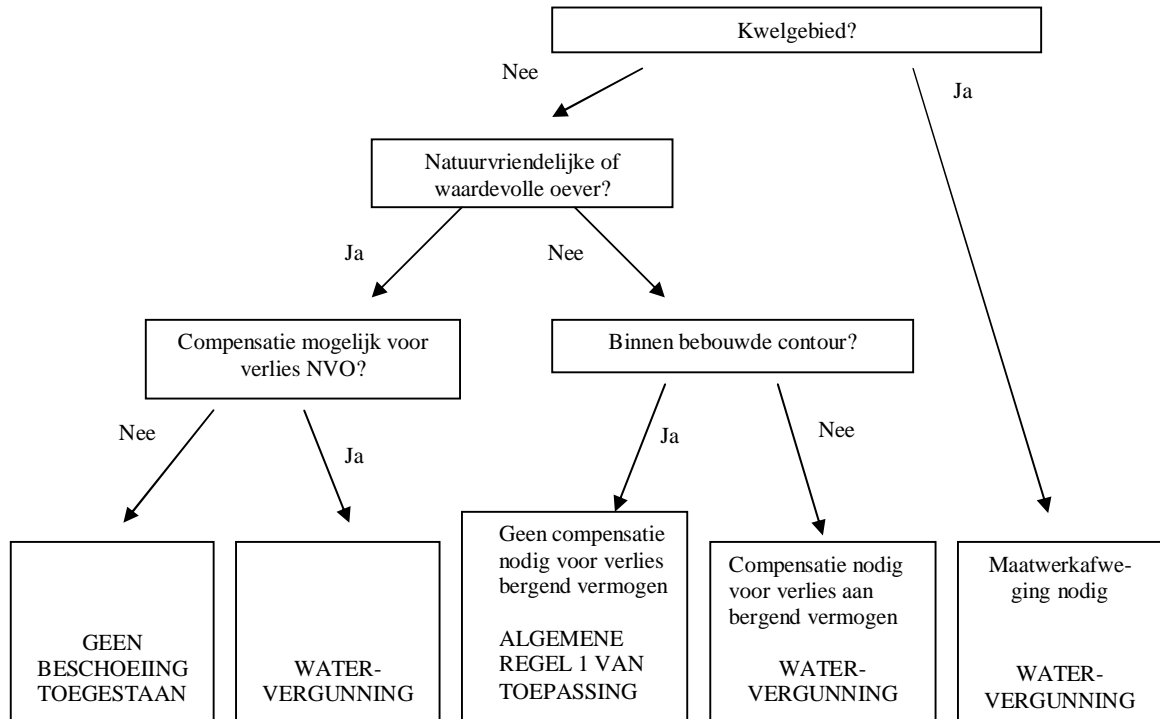 Kwelgebied?
Nee
Ja
Natuurvriendelijke of
waardevolle oever?
Ja
Nee
Compensatie mogelijk voor
verlies NVO?
Binnen bebouwde contour?
Nee
Ja
Ja
Nee
GEEN
BESCHOEIING
TOEGESTAAN
WATER-
VERGUNNING
Geen compensatie
nodig voor verlies
bergend vermogen
ALGEMENE
REGEL 1 VAN
TOEPASSING
Compensatie nodig
voor verlies aan
bergend vermogen
WATER-
VERGUNNING
Maatwerkafwe-
ging nodig
WATER-
VERGUNNING